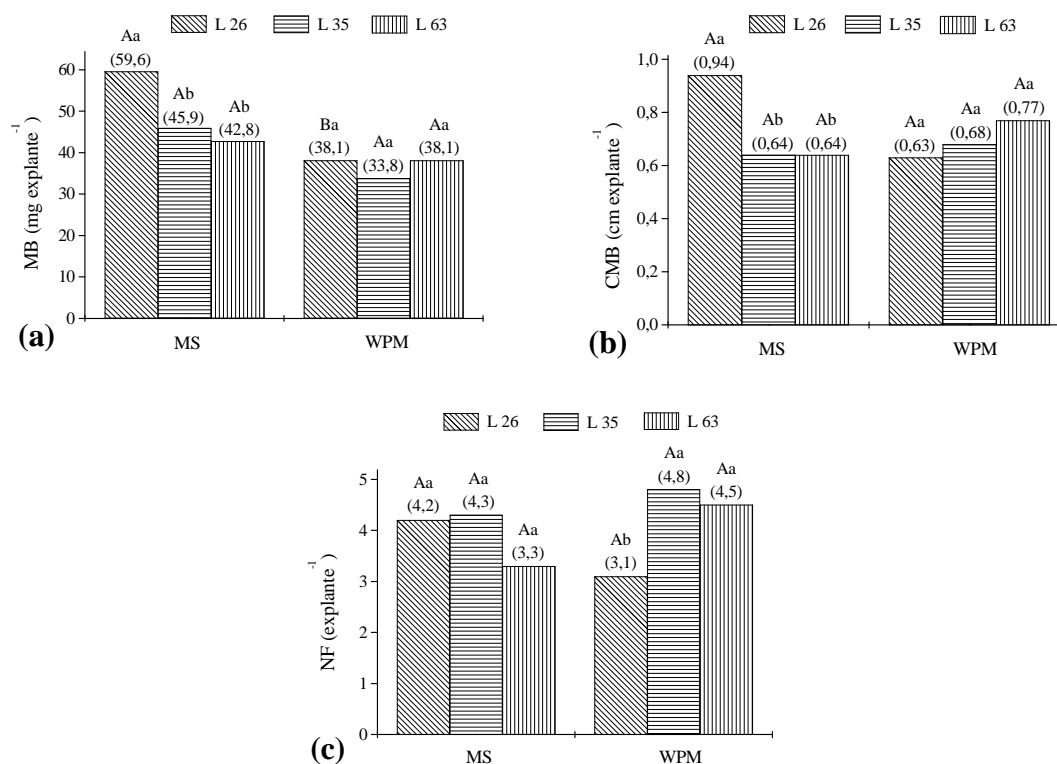 L 26 L 35 L 63
Aa
(59,6)
Ab
(45,9)
Ab
(42,8)
Ba
(38,1)
Aa
(33,8)
Aa
(38,1)
60
50
40
30
20
10
0
MB (mg explante⁻¹)
MS WPM
(a)
L 26 L 35 L 63
Aa
(0,94)
Ab
(0,64)
Ab
(0,64)
Aa
(0,63)
Aa
(0,68)
Aa
(0,77)
1,0
0,8
0,6
0,4
0,2
0,0
CMB (cm explante⁻¹)
MS WPM
(b)
L 26 L 35 L 63
Aa
(4,2)
Aa
(4,3)
Aa
(3,3)
Ab
(3,1)
Aa
(4,8)
Aa
(4,5)
5
4
3
2
1
0
NF (explante⁻¹)
MS WPM
(c)